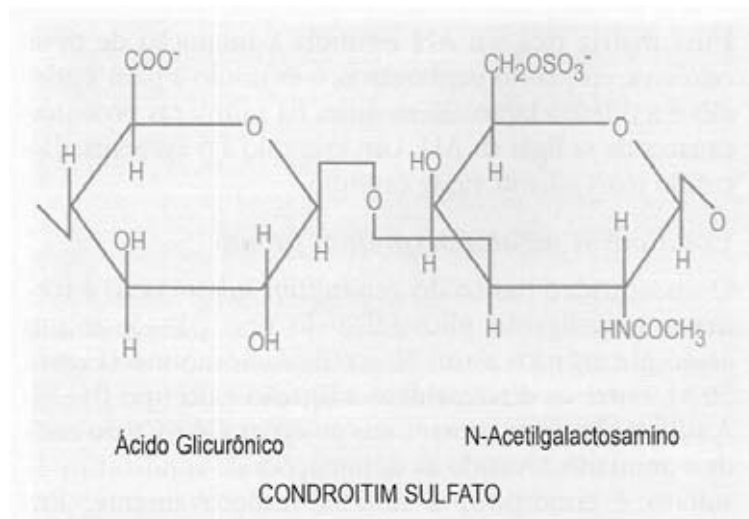 COO⁻
CH₂OSO₃⁻
O
O
H
H
H
HO
H
O
O
OH
H
H
H
H
H
H
OH
H
HNCOCH₃
Ácido Glicurônico
N-Acetilgalactosamino
CONDROITIM SULFATO